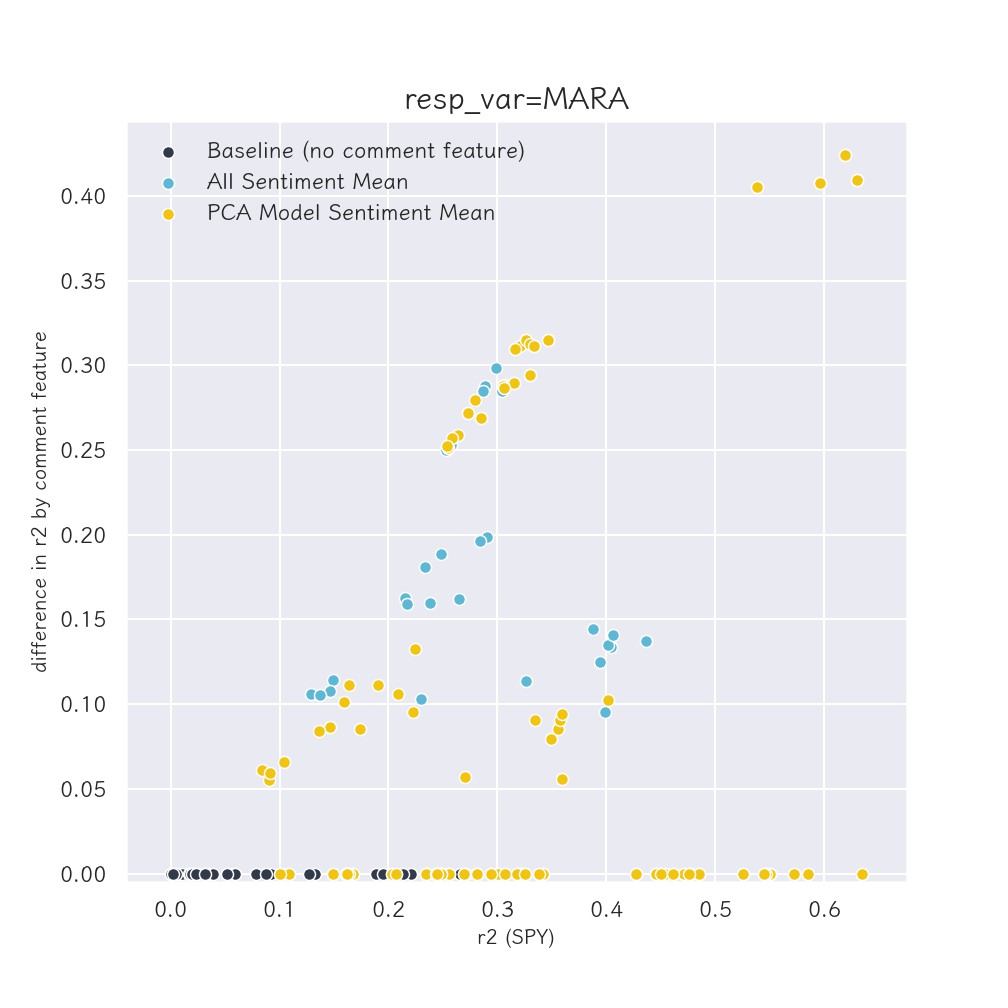 resp_var=MARA
Baseline (no comment feature)
All Sentiment Mean
PCA Model Sentiment Mean
0.40
0.35
0.30
0.25
0.20
0.15
0.10
0.05
0.00
difference in r2 by comment feature
0.0 0.1 0.2 0.3 0.4 0.5 0.6
r2 (SPY)